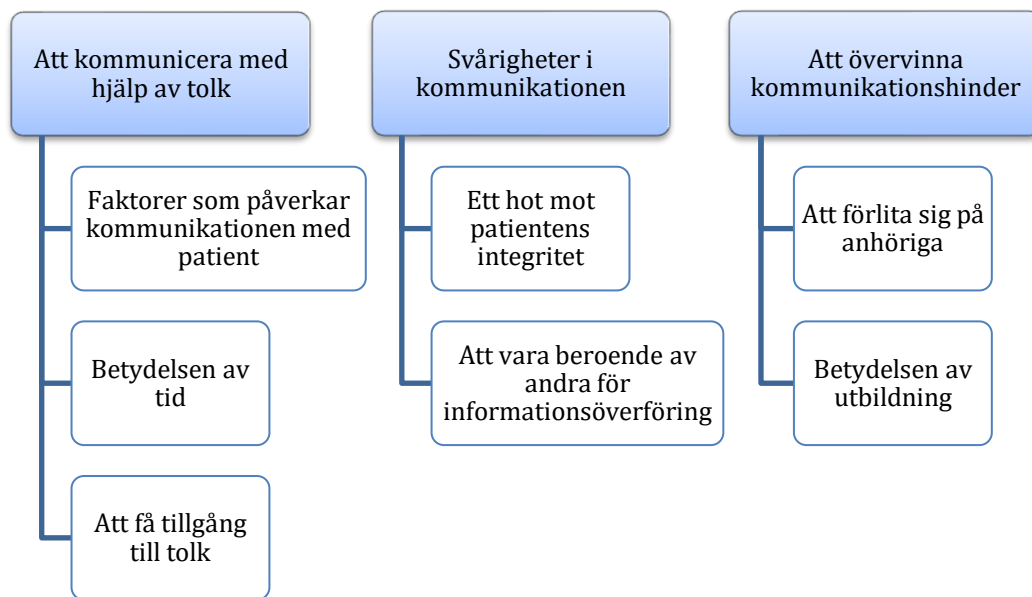 Att kommunicera med
hjälp av tolk
Faktorer som påverkar
kommunikationen med
patient
Betydelsen av
tid
Att få tillgång
till tolk
Svårigheter i
kommunikationen
Ett hot mot
patientens
integritet
Att vara beroende av
andra för
informationsöverföring
Att övervinna
kommunikationshinder
Att förlita sig på
anhöriga
Betydelsen av
utbildning